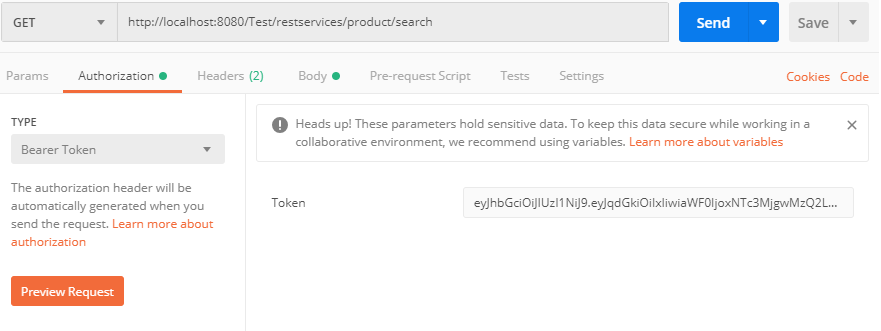 GET http://localhost:8080/Test/restservices/product/search Send Save
Params Authorization Headers (2) Body Pre-request Script Tests Settings Cookies Code
TYPE
Bearer Token
The authorization header will be
automatically generated when you
send the request. Learn more about
authorization
Preview Request
Heads up! These parameters hold sensitive data. To keep this data secure while working in a
collaborative environment, we recommend using variables. Learn more about variables
Token eyJhbGciOiJIUzI1NiJ9.eyJqdGkiOiIxIiwiaWF0IjoxNTc3MjgwMzQ2L...